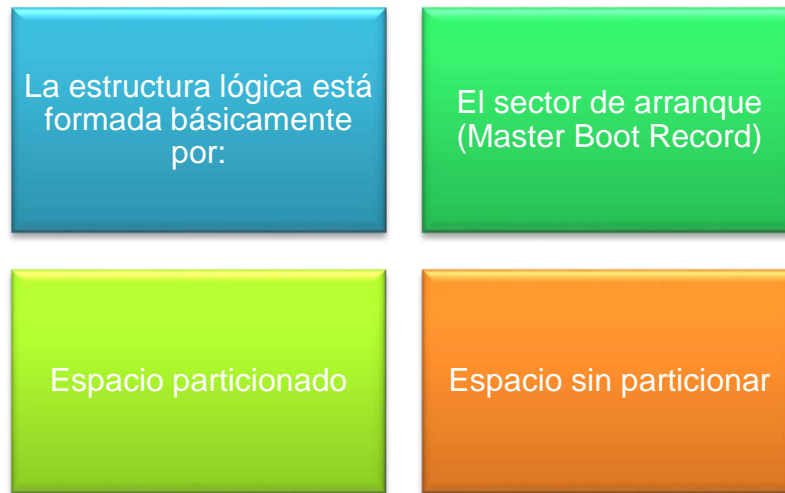 La estructura lógica está
formada básicamente
por:
El sector de arranque
(Master Boot Record)
Espacio particionado
Espacio sin particionar